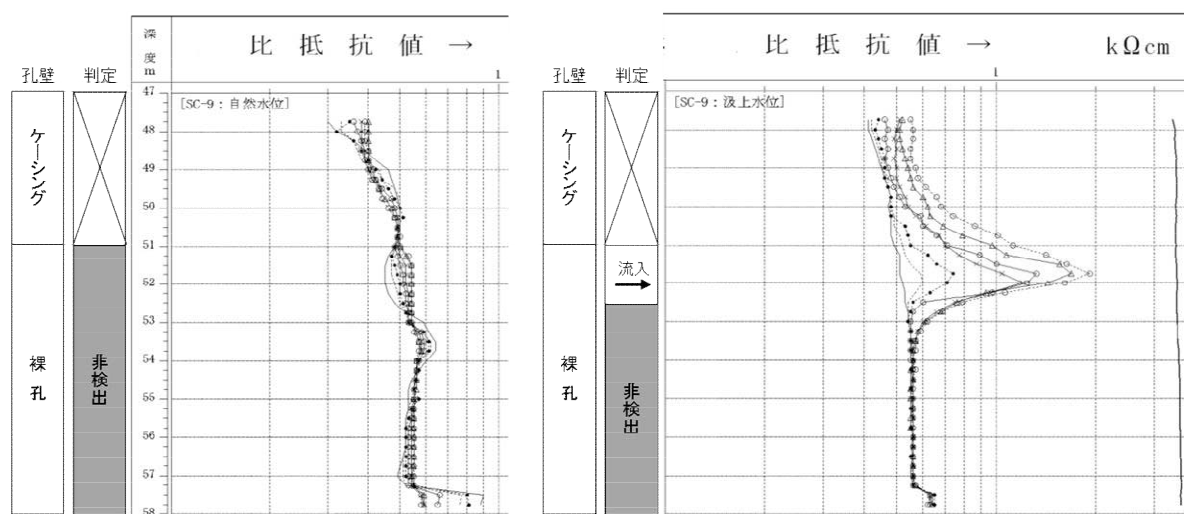 深度m
比 抵 抗 値 →
1
孔壁
判定
ケーシング
裸孔
非検出
47
[SC-9：自然水位]
48
49
50
51
52
53
54
55
56
57
58
比 抵 抗 値 →
kΩcm
1
孔壁
判定
ケーシング
裸孔
流入
非検出
[SC-9：汲上水位]